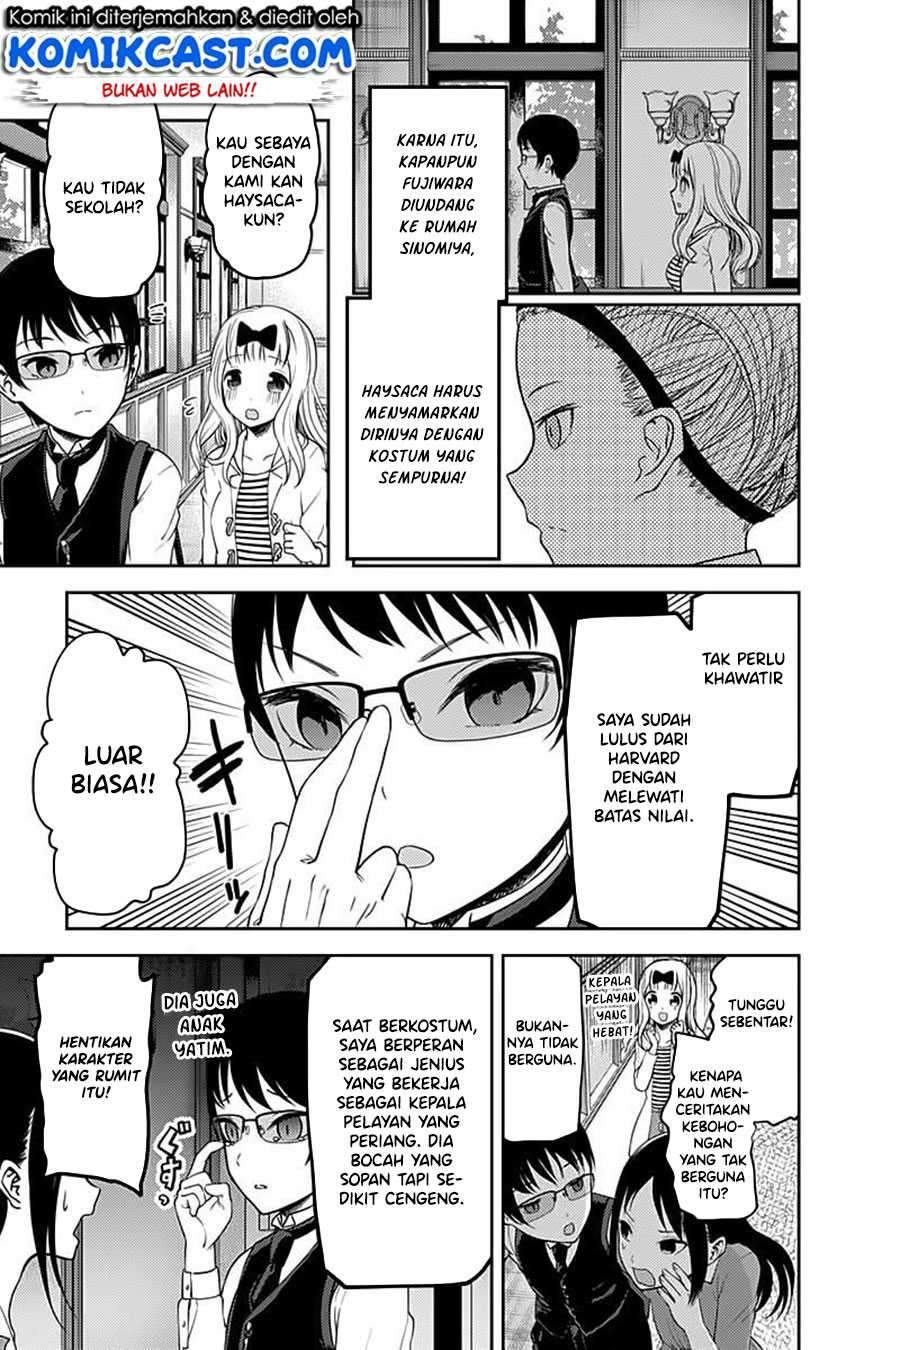 Komik ini diterjemahkan & diedit oleh
KOMIKCAST.COM
BUKAN WEB LAIN!!
KARNA ITU,
KAPANPUN
FUJIWARA
DIUNDANG
KE RUMAH
SINOMIYA,
HAYSACA HARUS
MENYAMARKAN
DIRINYA DENGAN
KOSTUM YANG
SEMPURNA!
KAU SEBAYA
DENGAN
KAMI KAN
HAYSACA-
KUN?
KAU TIDAK
SEKOLAH?
TAK PERLU
KHAWATIR
SAYA SUDAH
LULUS DARI
HARVARD
DENGAN
MELEWATI
BATAS NILAI.
LUAR
BIASA!!
TUNGGU
SEBENTAR!
KENAPA
KAU MEN-
CERITAKAN
KEBOHO-
NGAN
YANG TAK
BERGUNA
ITU?
KEPALA
PELAYAN
YANG
HEBAT!
BUKAN-
NYA TIDAK
BERGUNA.
SAAT BERKOSTUM,
SAYA BERPERAN
SEBAGAI JENIUS
YANG BEKERJA
SEBAGAI KEPALA
PELAYAN YANG
PERIANG. DIA
BOCAH YANG
SOPAN TAPI SE-
DIKIT CENGENG.
DIA JUGA
ANAK
YATIM.
ぐすっ
HENTIKAN
KARAKTER
YANG RUMIT
ITU!